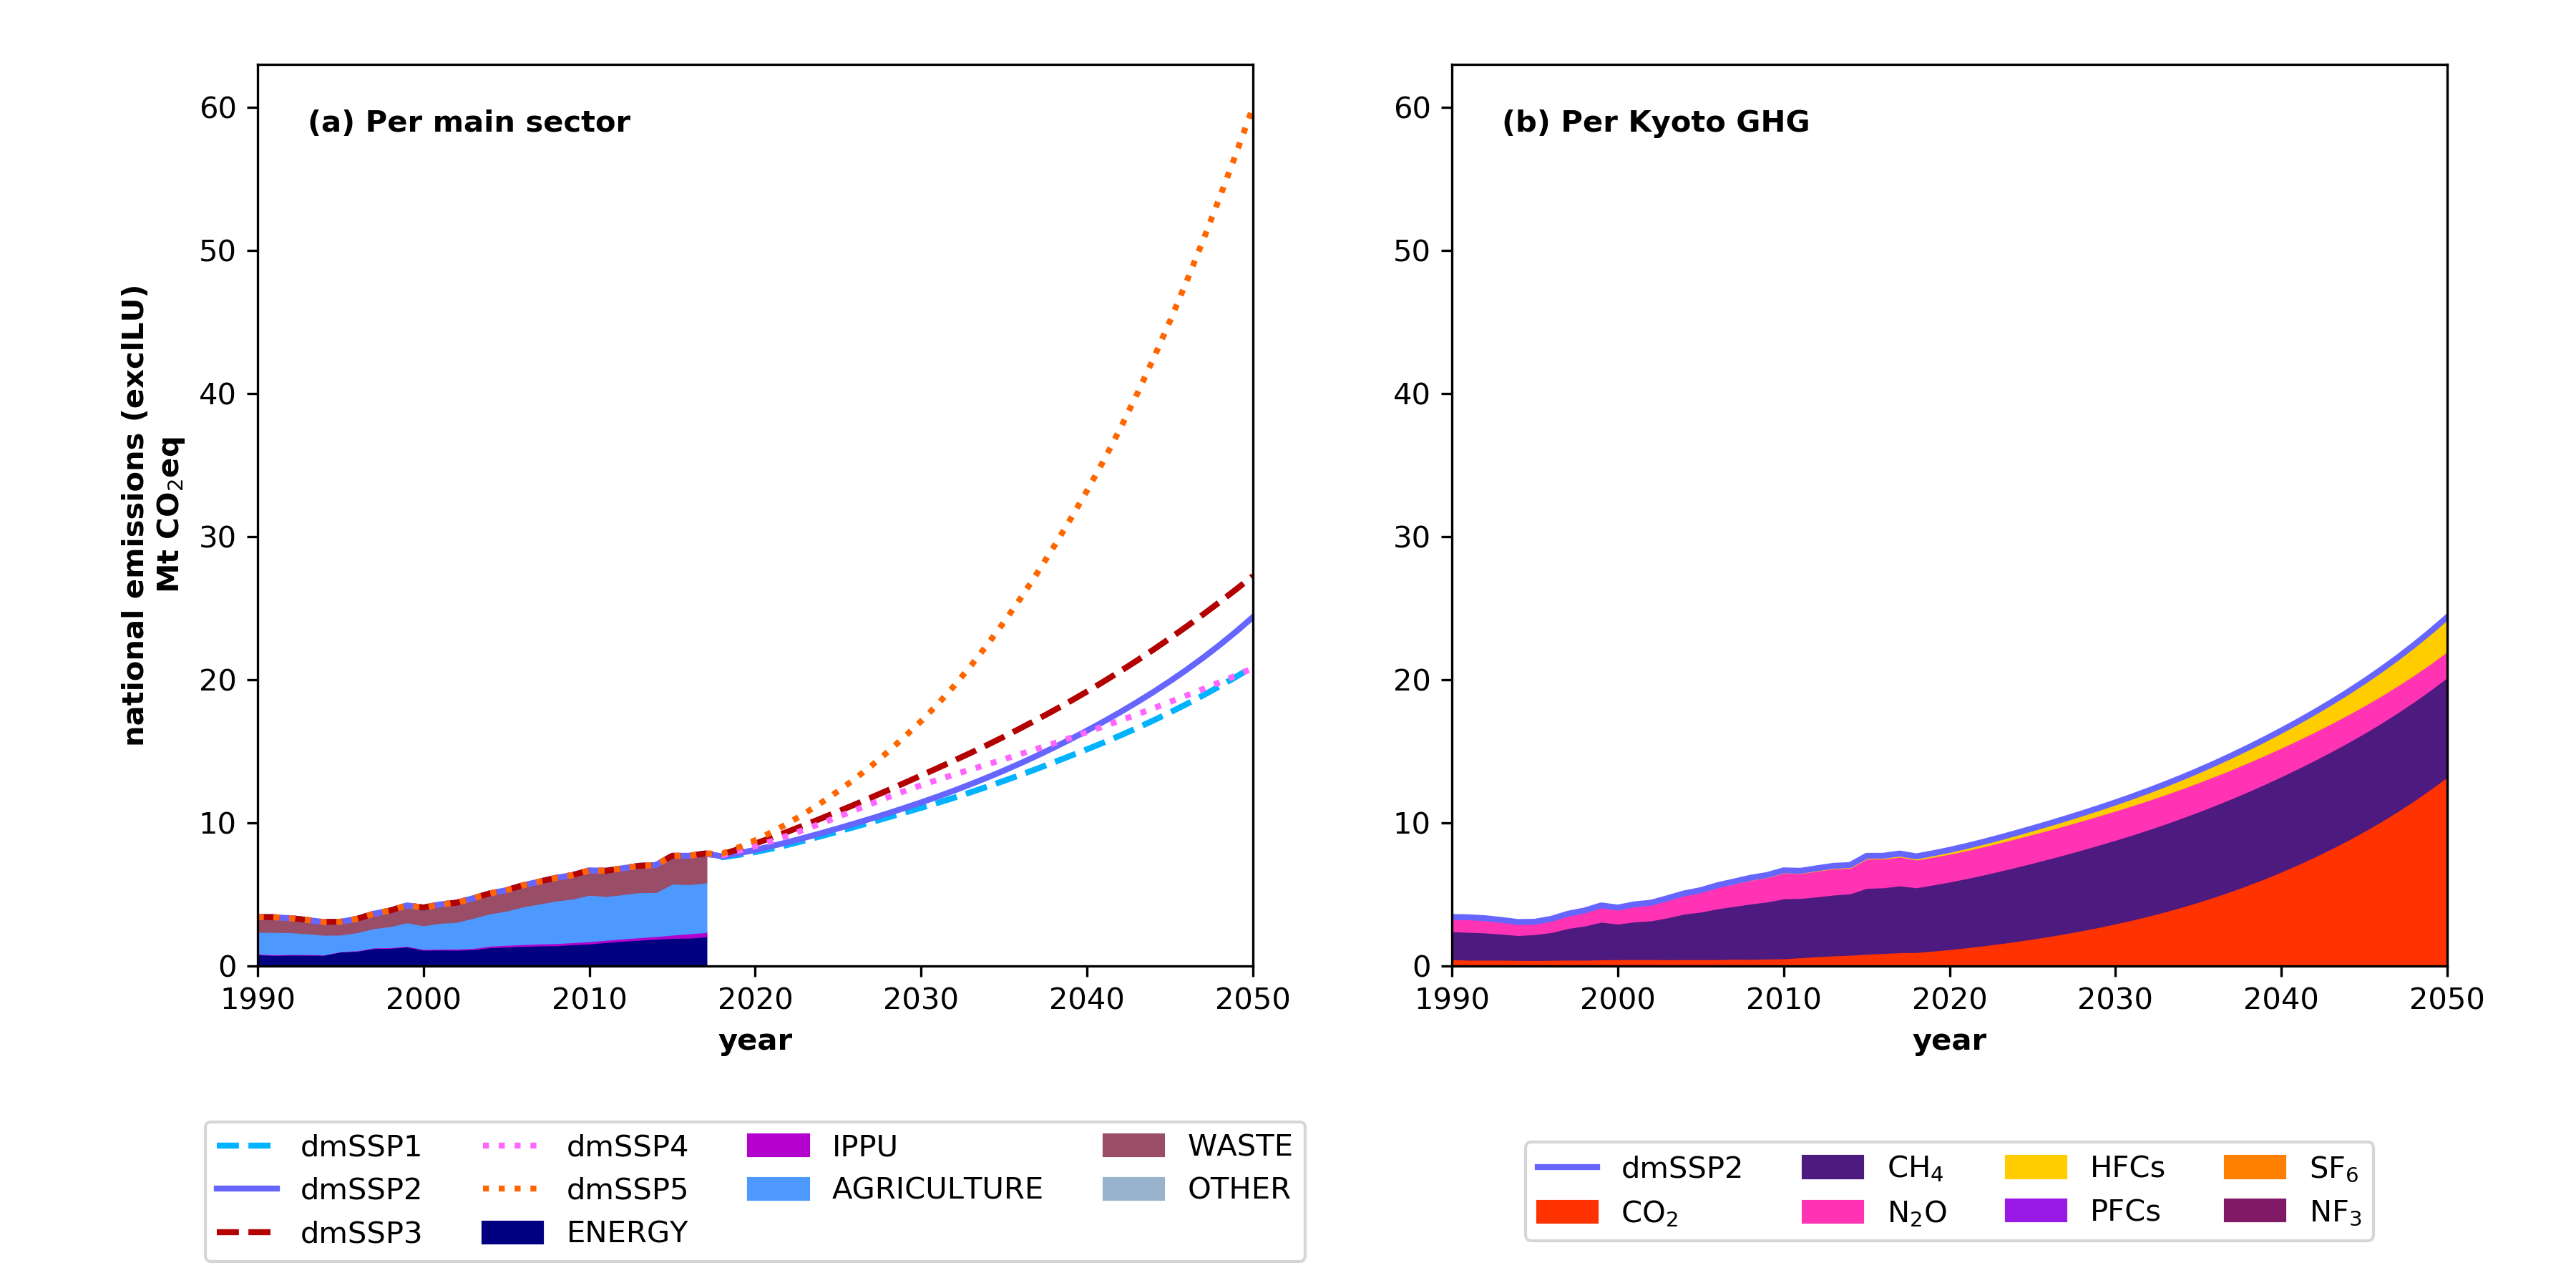 (a) Per main sector
national emissions (exclLU)
Mt CO₂eq
60
50
40
30
20
10
0
1990 2000 2010 2020 2030 2040 2050
year
dmSSP1 dmSSP4 IPPU WASTE
dmSSP2 dmSSP5 AGRICULTURE OTHER
dmSSP3 ENERGY
(b) Per Kyoto GHG
60
50
40
30
20
10
0
1990 2000 2010 2020 2030 2040 2050
year
dmSSP2 CH₄ HFCs SF₆
CO₂ N₂O PFCs NF₃